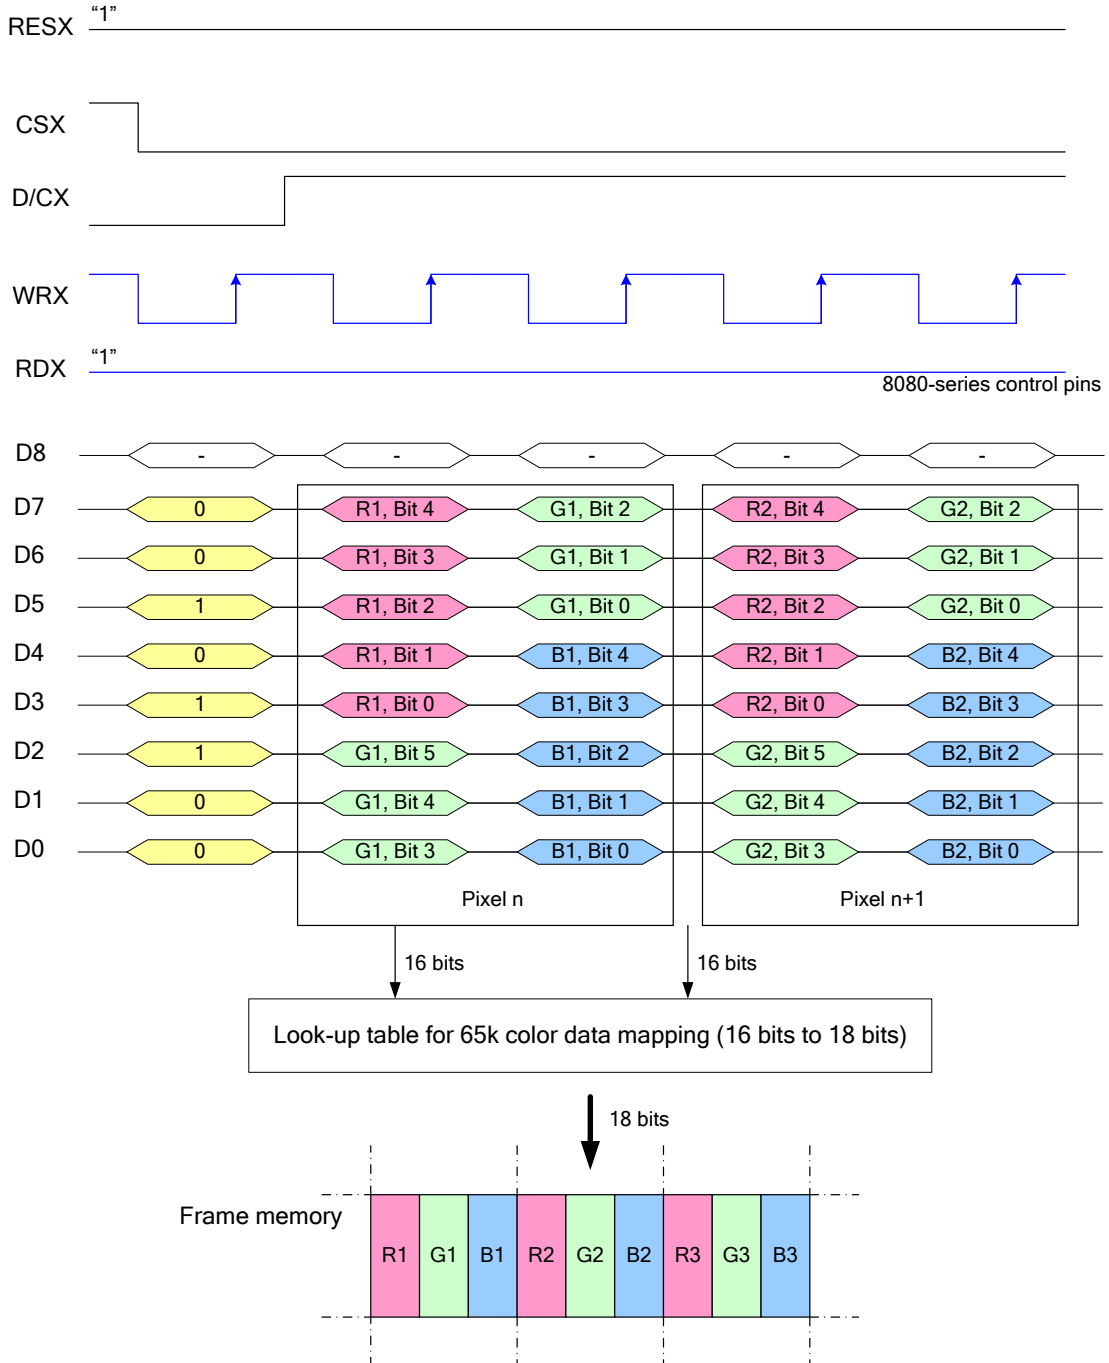 RESX “1”
CSX
D/CX
WRX
RDX “1”
8080-series control pins
D8 - - - - -
D7 0 R1, Bit 4 G1, Bit 2 R2, Bit 4 G2, Bit 2
D6 0 R1, Bit 3 G1, Bit 1 R2, Bit 3 G2, Bit 1
D5 1 R1, Bit 2 G1, Bit 0 R2, Bit 2 G2, Bit 0
D4 0 R1, Bit 1 B1, Bit 4 R2, Bit 1 B2, Bit 4
D3 1 R1, Bit 0 B1, Bit 3 R2, Bit 0 B2, Bit 3
D2 1 G1, Bit 5 B1, Bit 2 G2, Bit 5 B2, Bit 2
D1 0 G1, Bit 4 B1, Bit 1 G2, Bit 4 B2, Bit 1
D0 0 G1, Bit 3 B1, Bit 0 G2, Bit 3 B2, Bit 0
Pixel n Pixel n+1
16 bits 16 bits
Look-up table for 65k color data mapping (16 bits to 18 bits)
18 bits
Frame memory
R1 G1 B1 R2 G2 B2 R3 G3 B3